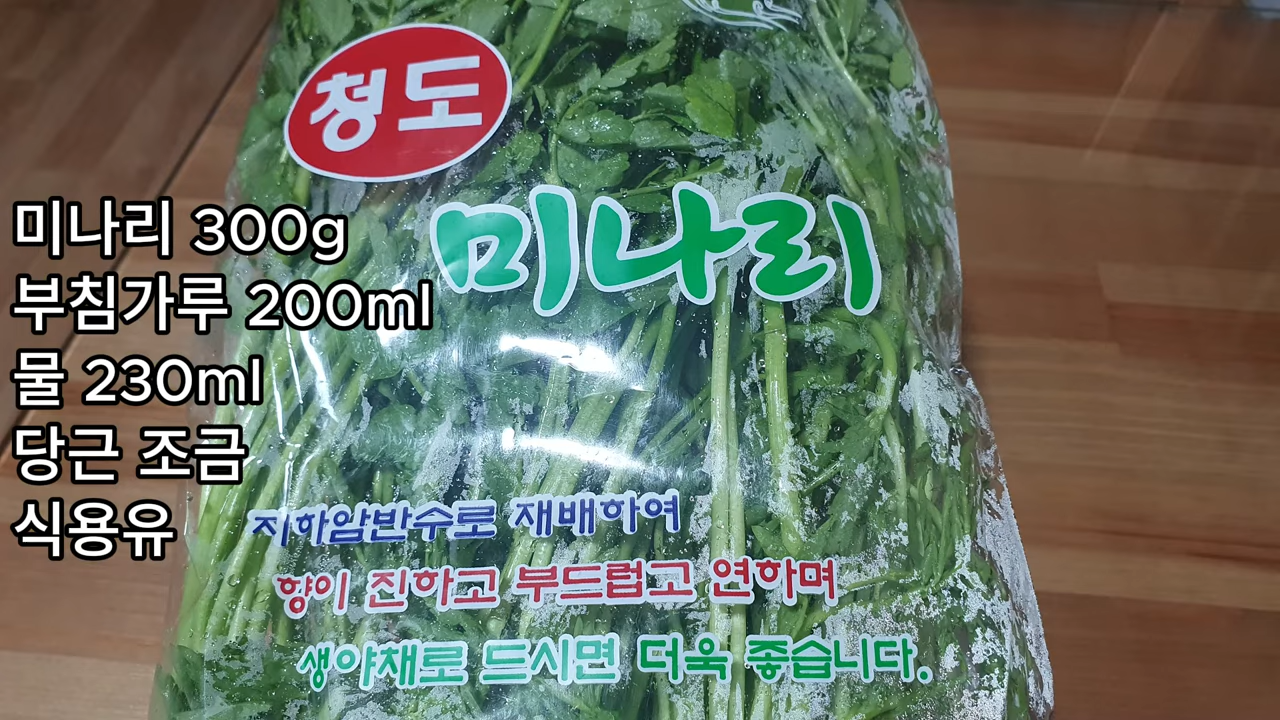 청도
미나리
미나리 300g
부침가루 200ml
물 230ml
당근 조금
식용유
지하암반수로 재배하여
향이 진하고 부드럽고 연하며
생야채로 드시면 더욱 좋습니다.